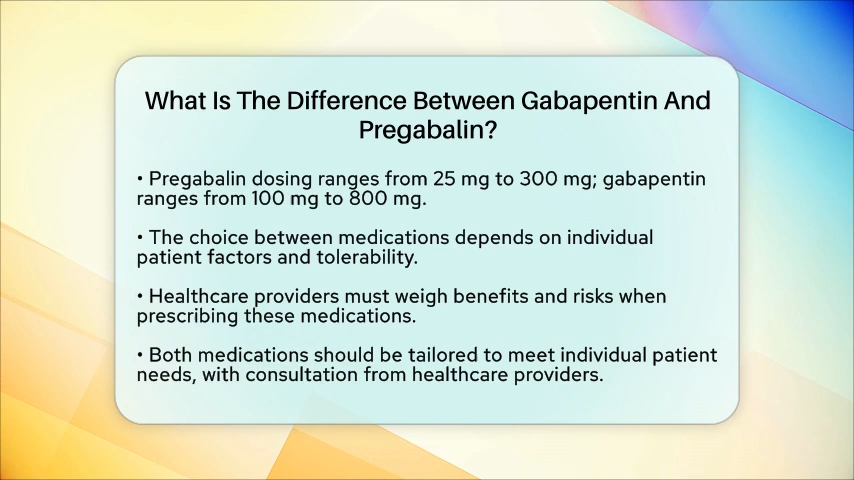 What Is The Difference Between Gabapentin And
Pregabalin?
• Pregabalin dosing ranges from 25 mg to 300 mg; gabapentin
ranges from 100 mg to 800 mg.
• The choice between medications depends on individual
patient factors and tolerability.
• Healthcare providers must weigh benefits and risks when
prescribing these medications.
• Both medications should be tailored to meet individual patient
needs, with consultation from healthcare providers.